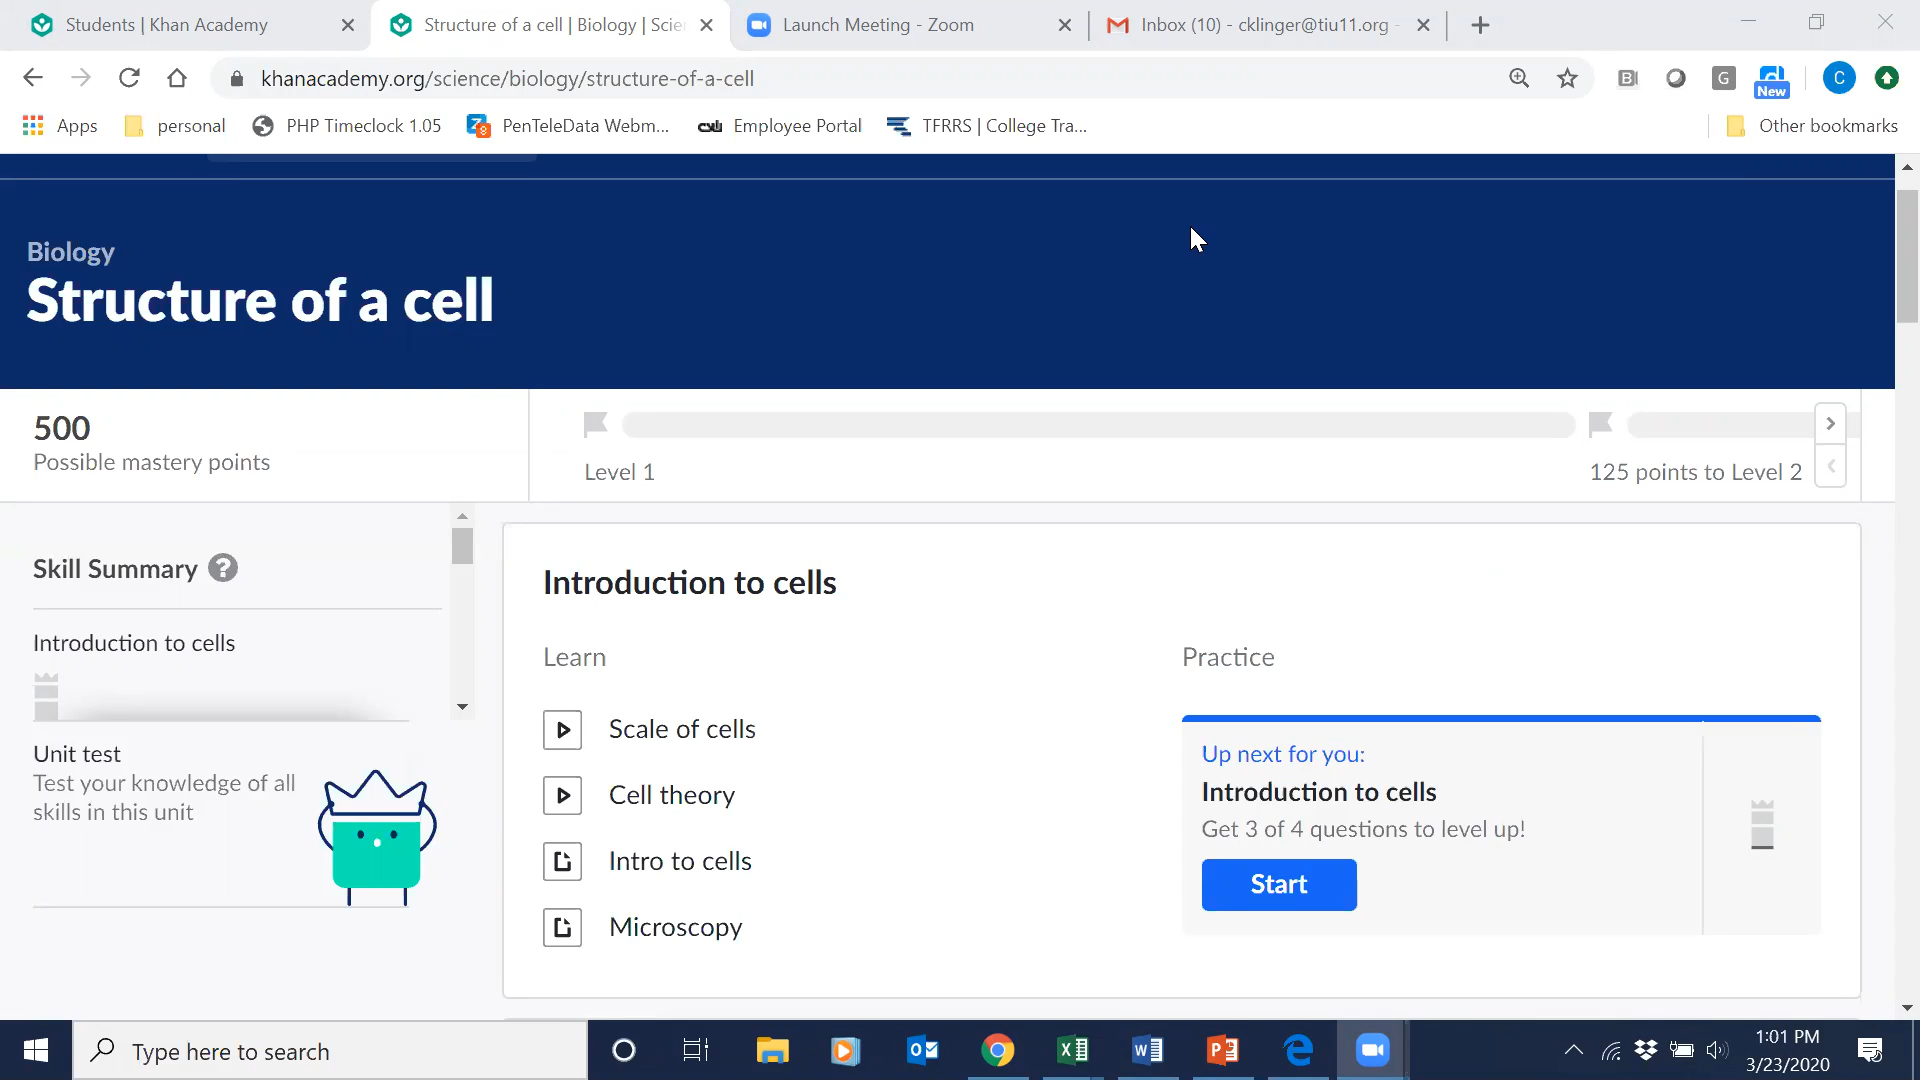 Students | Khan Academy
Structure of a cell | Biology | Scie
Launch Meeting - Zoom
Inbox (10) - cklinger@tiu11.org -
khanacademy.org/science/biology/structure-of-a-cell
B
G
New
C
Apps
personal
PHP Timeclock 1.05
PenTeleData Webm...
Employee Portal
TFRRS | College Tra...
Other bookmarks
Biology
Structure of a cell
500
Possible mastery points
Level 1
125 points to Level 2
Skill Summary ?
Introduction to cells
Unit test
Test your knowledge of all
skills in this unit
Introduction to cells
Learn
Practice
Scale of cells
Cell theory
Intro to cells
Microscopy
Up next for you:
Introduction to cells
Get 3 of 4 questions to level up!
Start
Type here to search
1:01 PM
3/23/2020